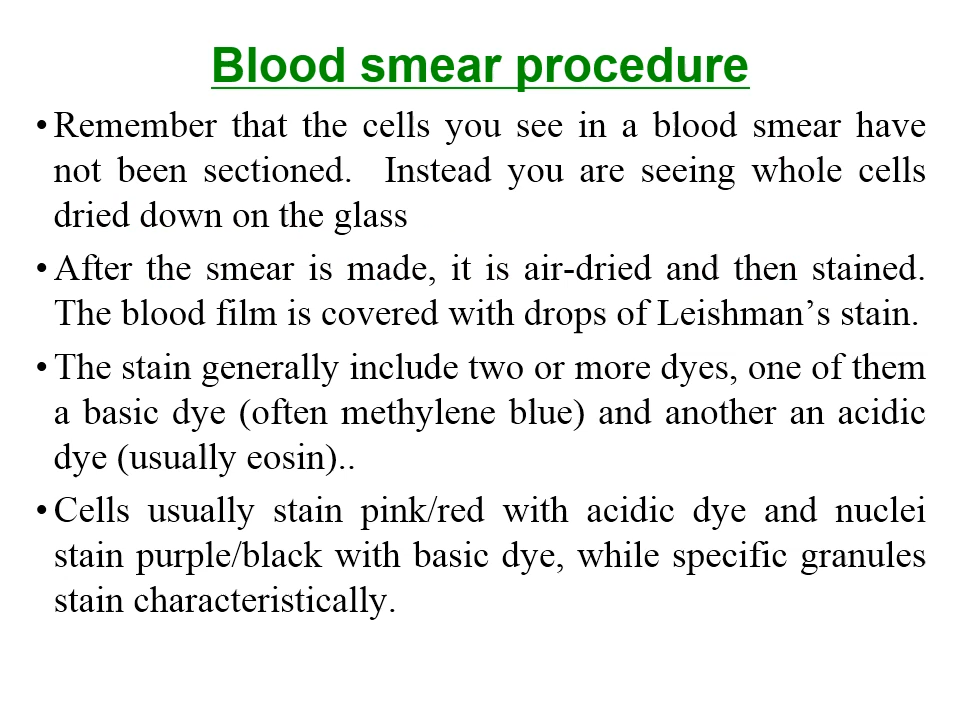 Blood smear procedure
• Remember that the cells you see in a blood smear have
not been sectioned.  Instead you are seeing whole cells
dried down on the glass
• After the smear is made, it is air-dried and then stained.
The blood film is covered with drops of Leishman’s stain.
• The stain generally include two or more dyes, one of them
a basic dye (often methylene blue) and another an acidic
dye (usually eosin)..
• Cells usually stain pink/red with acidic dye and nuclei
stain purple/black with basic dye, while specific granules
stain characteristically.